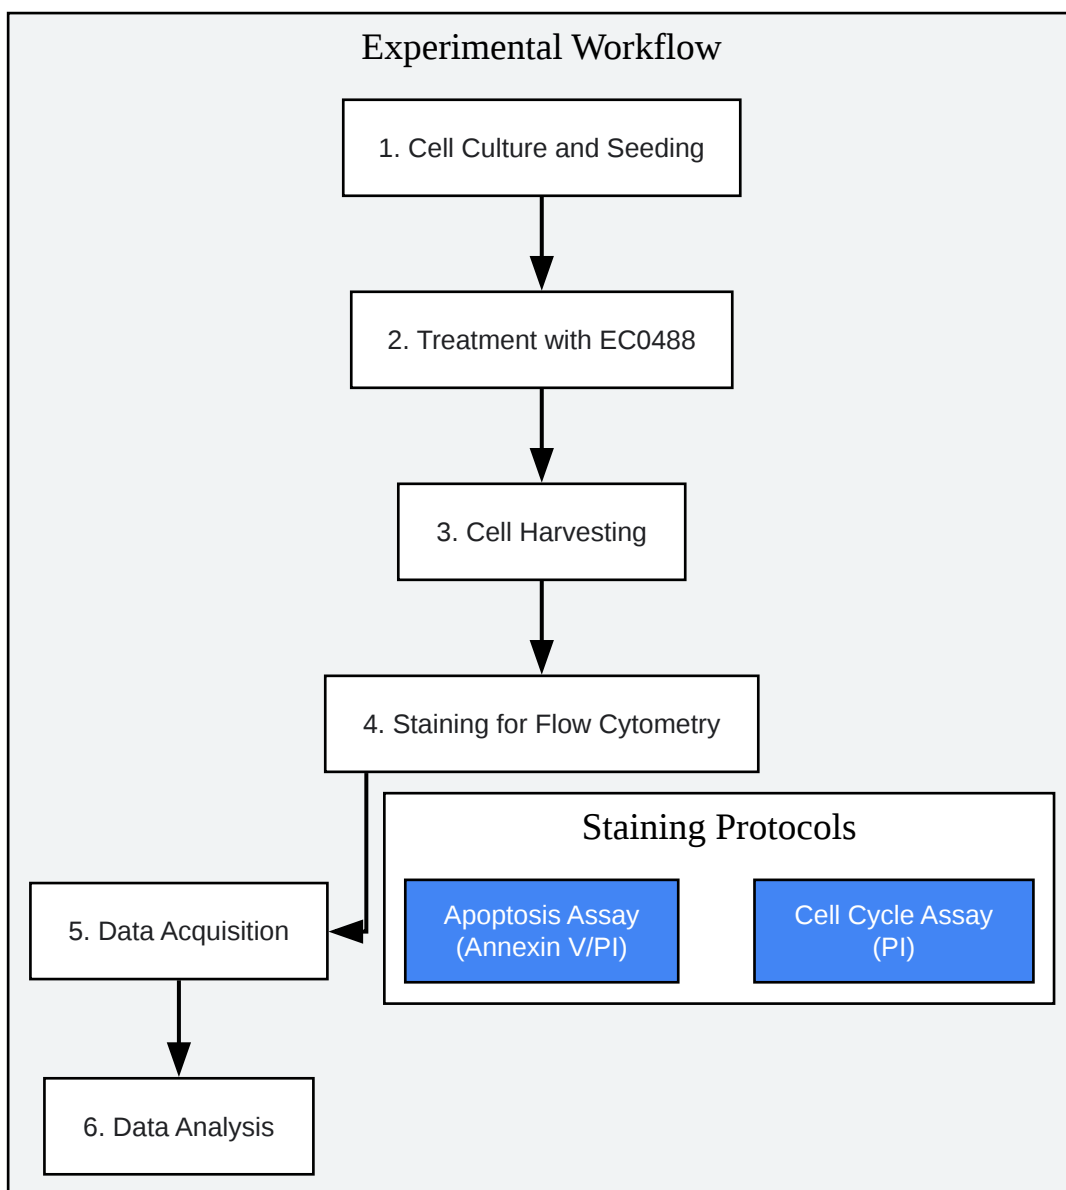 Experimental Workflow
1. Cell Culture and Seeding
2. Treatment with EC0488
3. Cell Harvesting
4. Staining for Flow Cytometry
Staining Protocols
Apoptosis Assay
(Annexin V/PI)
Cell Cycle Assay
(PI)
5. Data Acquisition
6. Data Analysis